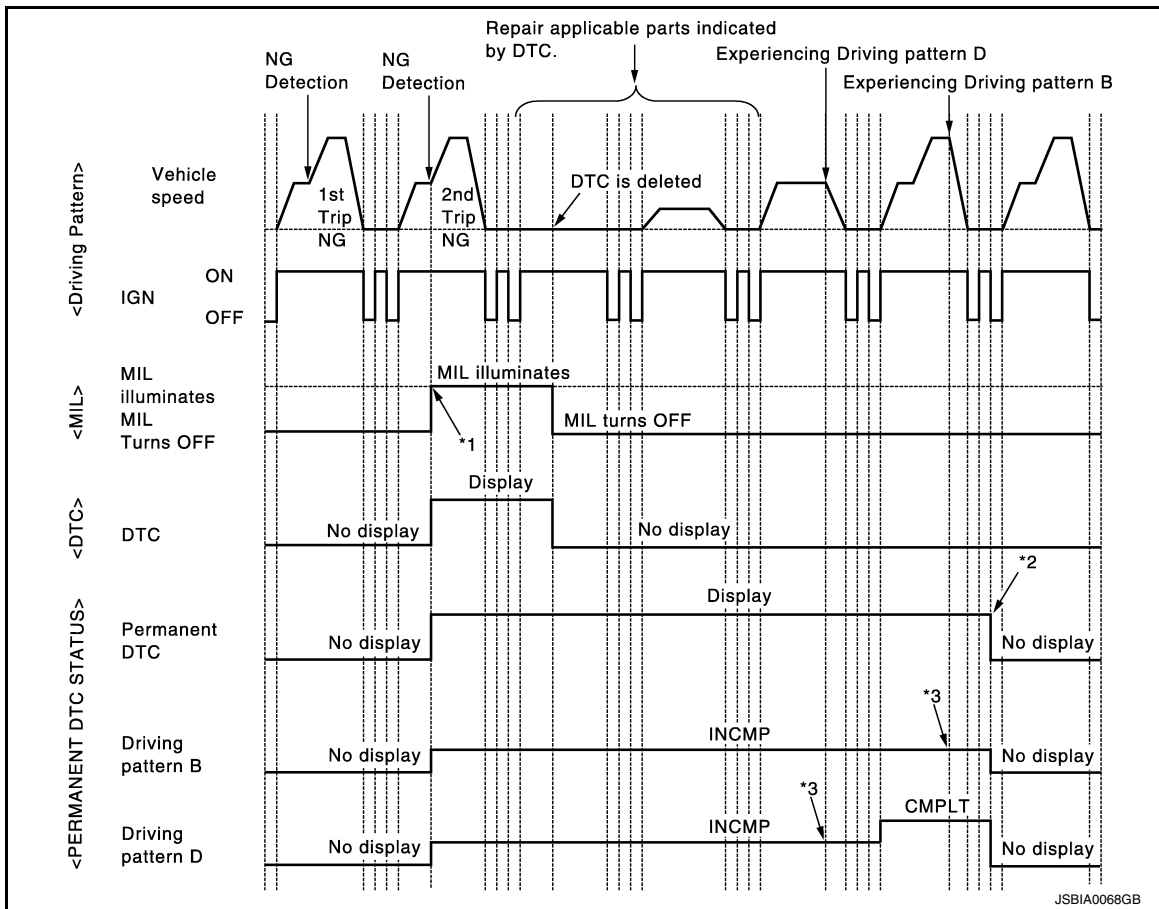 Repair applicable parts indicated
by DTC.
NG
Detection
NG
Detection
Experiencing Driving pattern D
Experiencing Driving pattern B
<Driving Pattern>
Vehicle
speed
1st
Trip
NG
2nd
Trip
NG
DTC is deleted
IGN
ON
OFF
<MIL>
MIL
illuminates
MIL
Turns OFF
MIL illuminates
*1
MIL turns OFF
<DTC>
DTC
No display
Display
No display
<PERMANENT DTC STATUS>
Permanent
DTC
No display
Display
*2
No display
Driving
pattern B
No display
INCMP
*3
No display
Driving
pattern D
No display
INCMP
*3
CMPLT
No display
JSBIA0068GB